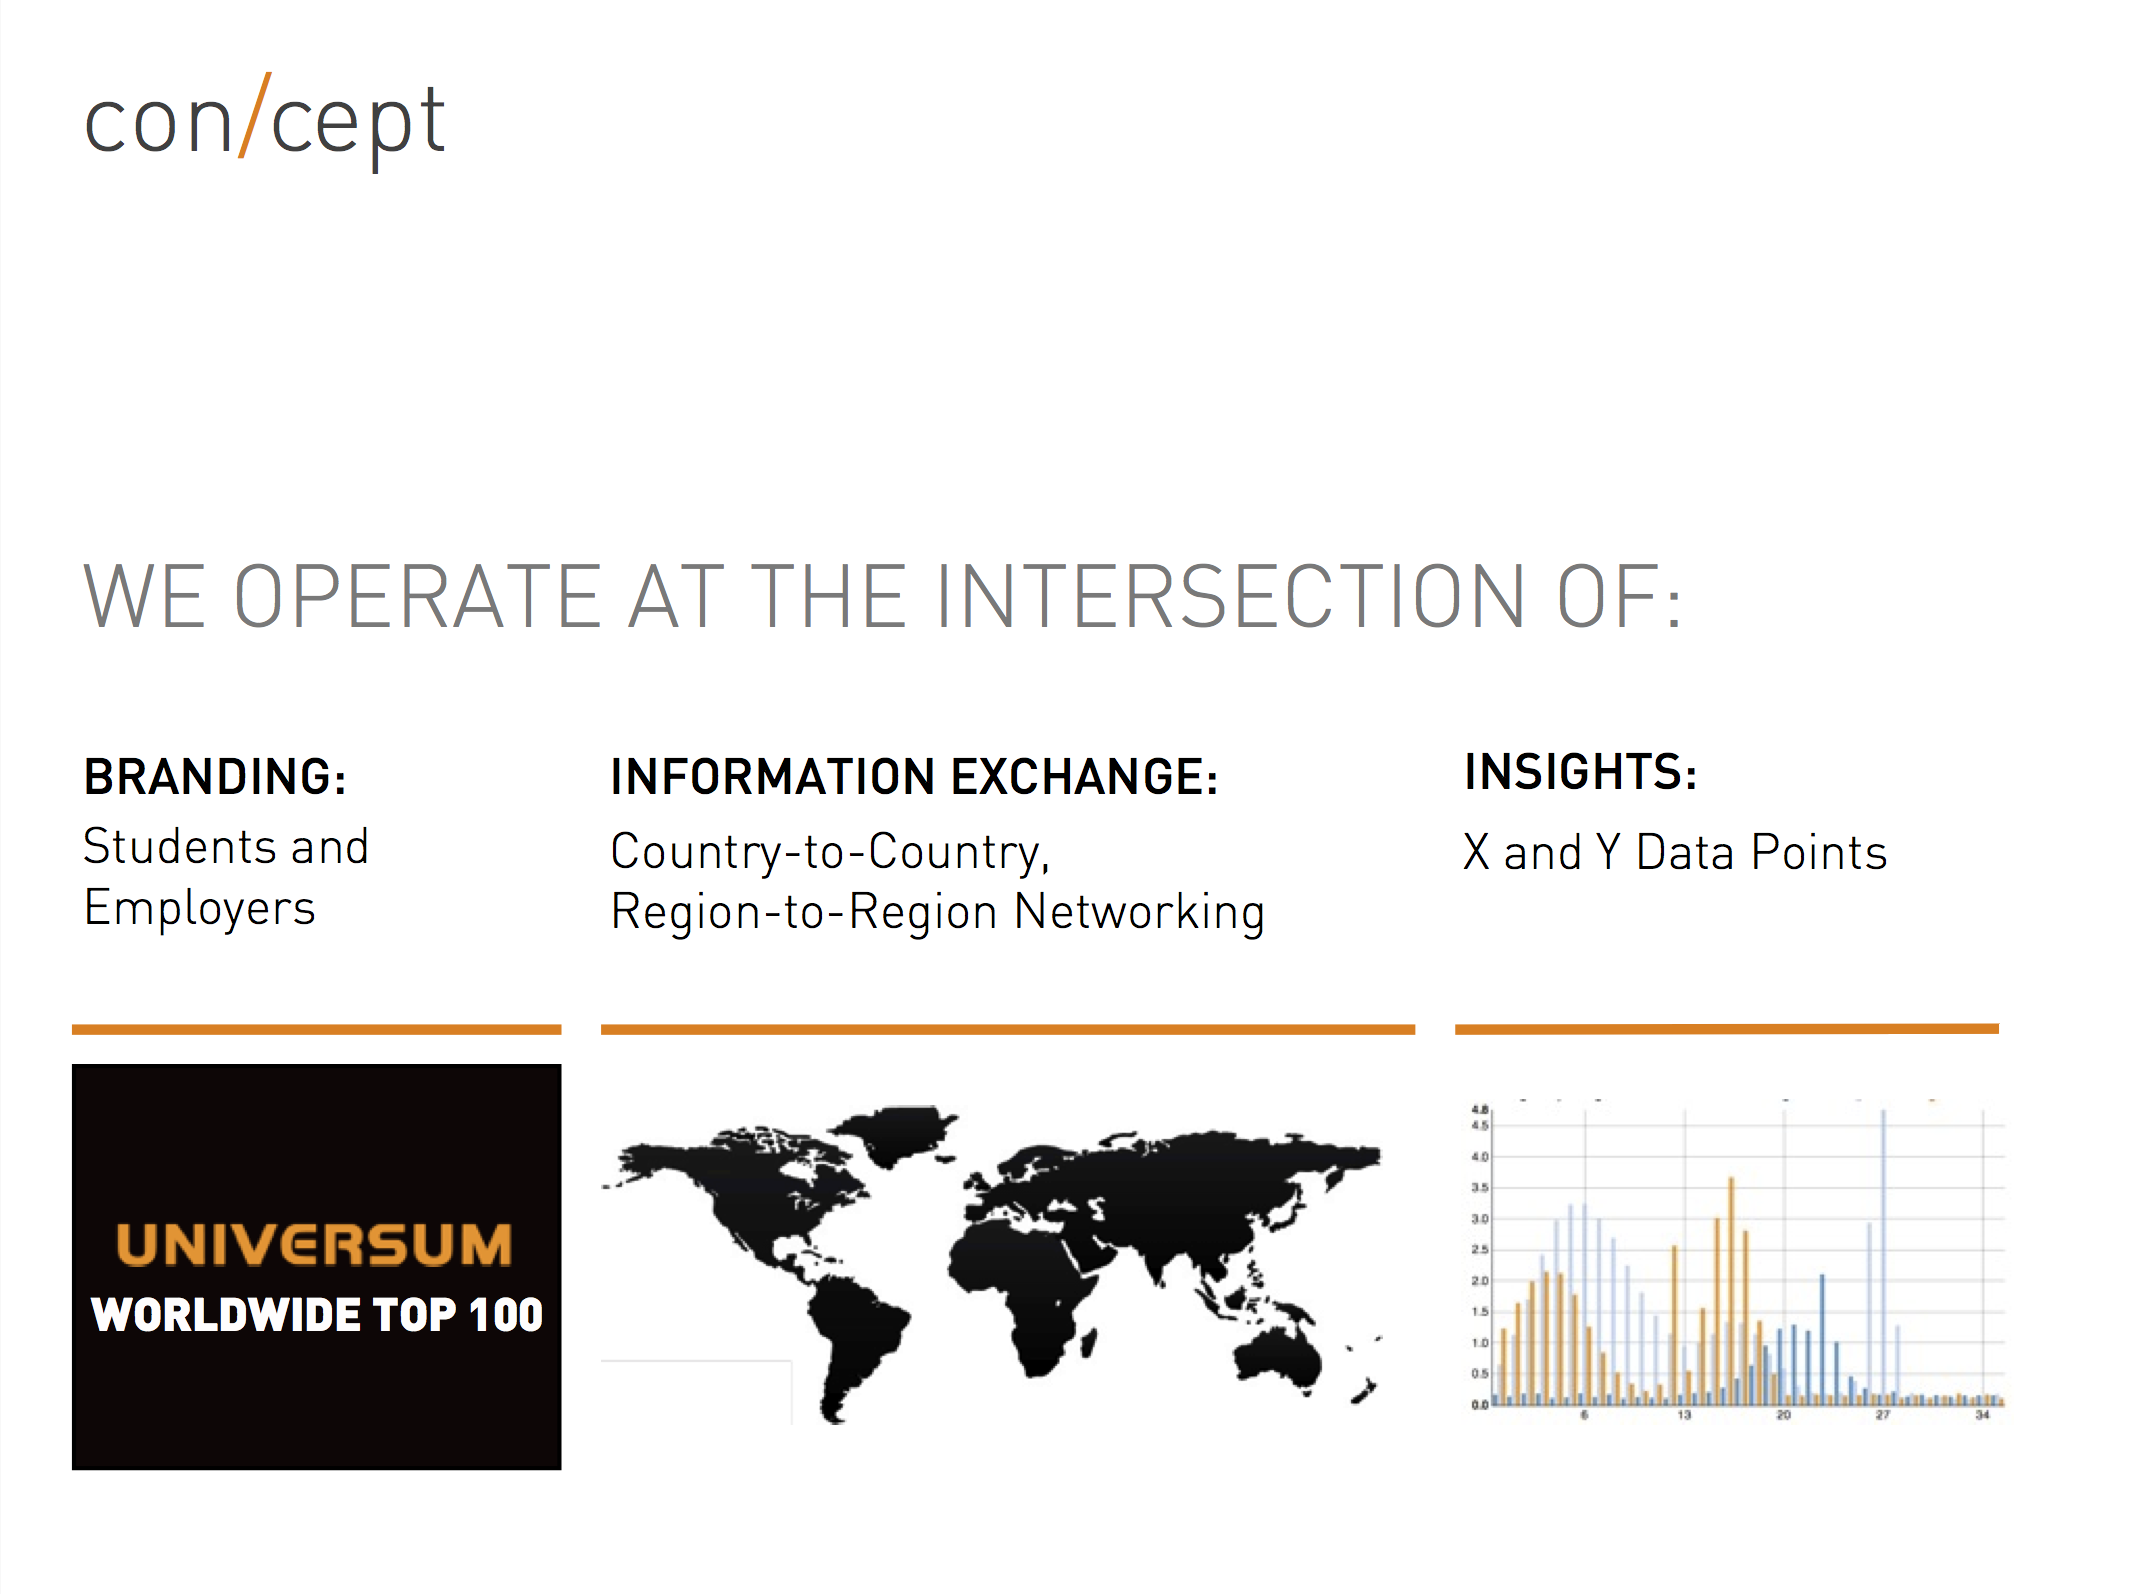 con/cept
WE OPERATE AT THE INTERSECTION OF:
BRANDING:
Students and
Employers
INFORMATION EXCHANGE:
Country-to-Country,
Region-to-Region Networking
INSIGHTS:
X and Y Data Points
UNIVERSUM
WORLDWIDE TOP 100
4.8
4.5
4.0
3.5
3.0
2.5
2.0
1.5
1.0
0.5
0.0
6 13 20 27 34